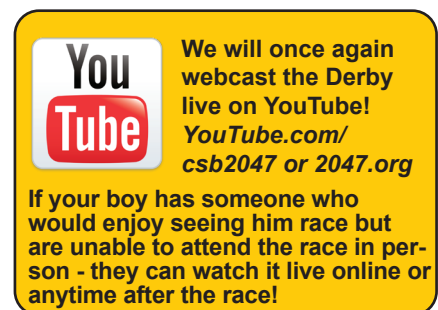 You
Tube
We will once again
webcast the Derby
live on YouTube!
YouTube.com/
csb2047 or 2047.org
If your boy has someone who
would enjoy seeing him race but
are unable to attend the race in per-
son - they can watch it live online or
anytime after the race!